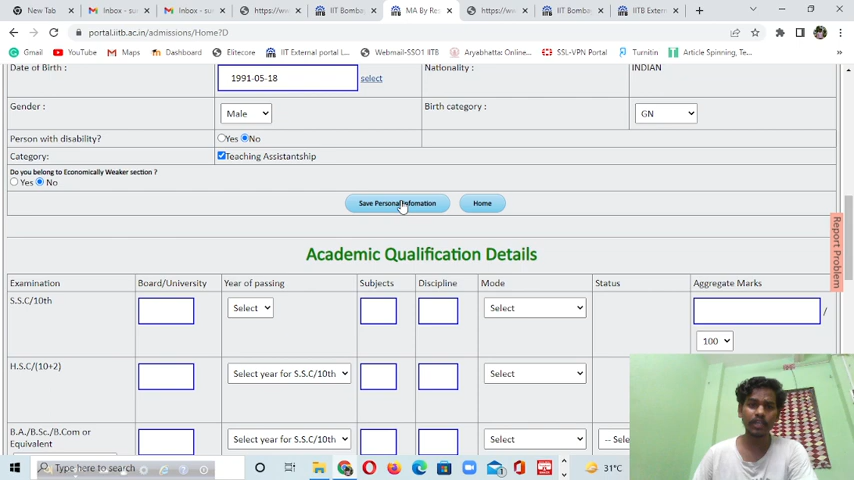 New Tab
Inbox - su
Inbox - su
https://ww
IIT Bomba
MA By Re
https://ww
IIT Bomb
IITB Exter
portal.iitb.ac.in/admissions/Home?D
Gmail
YouTube
Maps
Dashboard
Elitecore
IIT External portal l...
Webmail-SSO1 IITB
Aryabhatta: Online...
SSL-VPN Portal
Turnitin
Article Spinning, Te...
Date of Birth :
1991-05-18
select
Nationality :
INDIAN
Gender :
Male
Birth category :
GN
Person with disability?
Yes No
Category:
Teaching Assistantship
Do you belong to Economically Weaker section ?
Yes No
Save Personal Infomation
Home
Report Problem
Academic Qualification Details
Examination
Board/University
Year of passing
Subjects
Discipline
Mode
Status
Aggregate Marks
S.S.C/10th
Select
Select
/
100
H.S.C/(10+2)
Select year for S.S.C/10th
Select
B.A./B.Sc./B.Com or
Equivalent
Select year for S.S.C/10th
Select
-- Sele
Type here to search
31°C